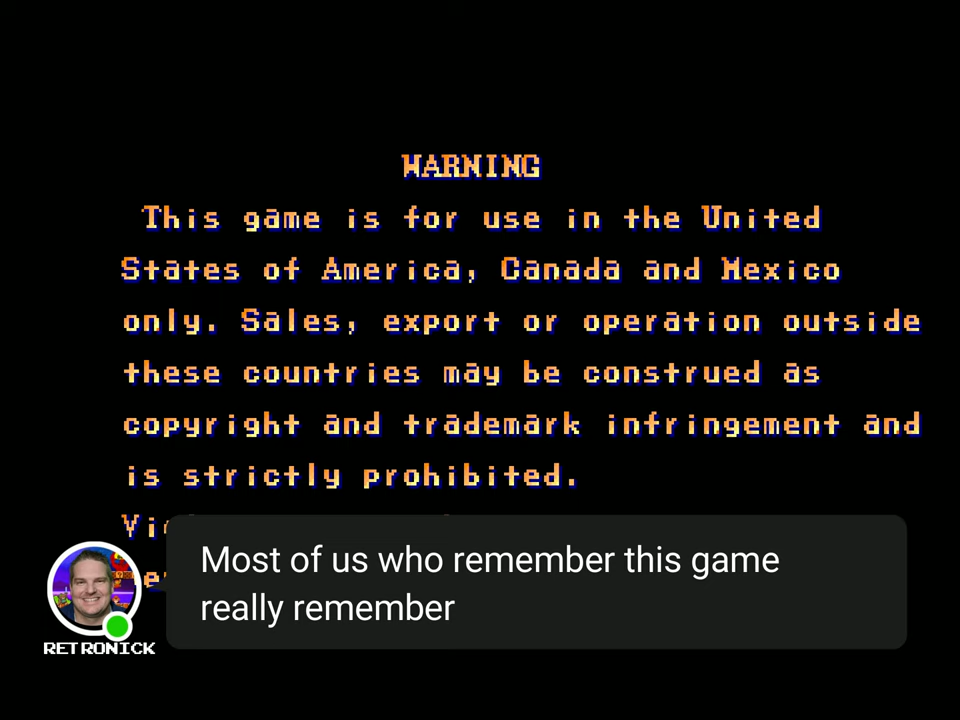 WARNING
This game is for use in the United
States of America, Canada and Mexico
only. Sales, export or operation outside
these countries may be construed as
copyright and trademark infringement and
is strictly prohibited.
Most of us who remember this game
really remember
RETRONICK